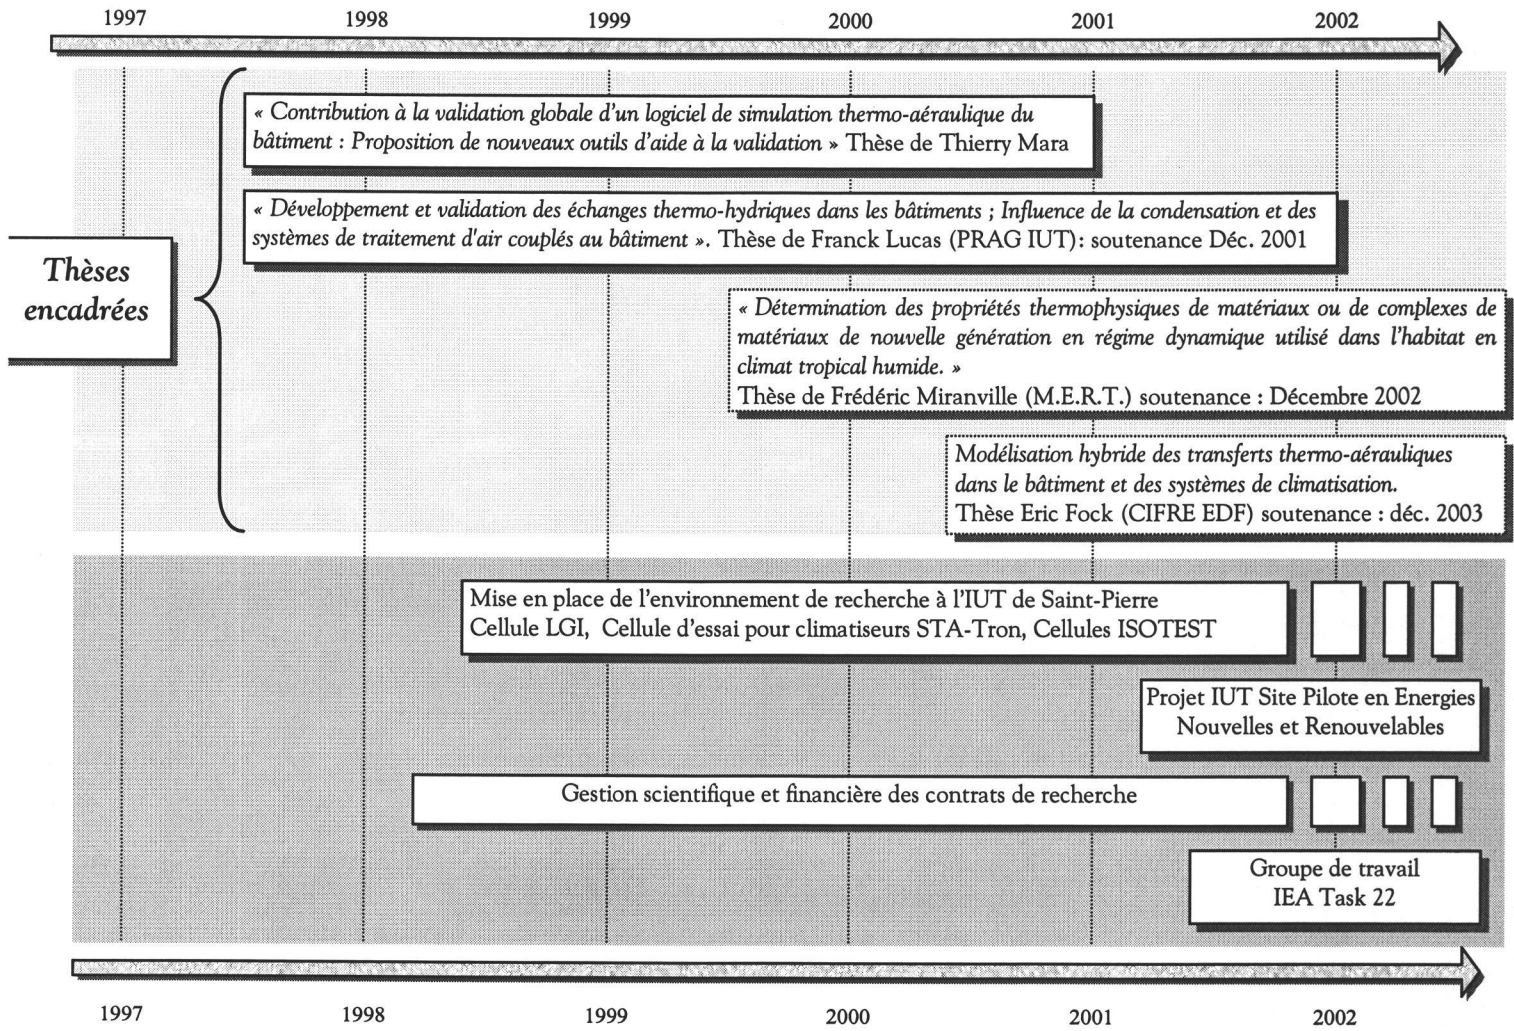 1997 1998 1999 2000 2001 2002
« Contribution à la validation globale d'un logiciel de simulation thermo-aéraulique du
bâtiment : Proposition de nouveaux outils d'aide à la validation » Thèse de Thierry Mara
« Développement et validation des échanges thermo-hydriques dans les bâtiments ; Influence de la condensation et des
systèmes de traitement d'air couplés au bâtiment ». Thèse de Franck Lucas (PRAG IUT): soutenance Déc. 2001
Thèses
encadrées
« Détermination des propriétés thermophysiques de matériaux ou de complexes de
matériaux de nouvelle génération en régime dynamique utilisé dans l'habitat en
climat tropical humide. »
Thèse de Frédéric Miranville (M.E.R.T.) soutenance : Décembre 2002
Modélisation hybride des transferts thermo-aérauliques
dans le bâtiment et des systèmes de climatisation.
Thèse Eric Fock (CIFRE EDF) soutenance : déc. 2003
Mise en place de l'environnement de recherche à l'IUT de Saint-Pierre
Cellule LGI, Cellule d'essai pour climatiseurs STA-Tron, Cellules ISOTEST
Projet IUT Site Pilote en Energies
Nouvelles et Renouvelables
Gestion scientifique et financière des contrats de recherche
Groupe de travail
IEA Task 22
1997 1998 1999 2000 2001 2002